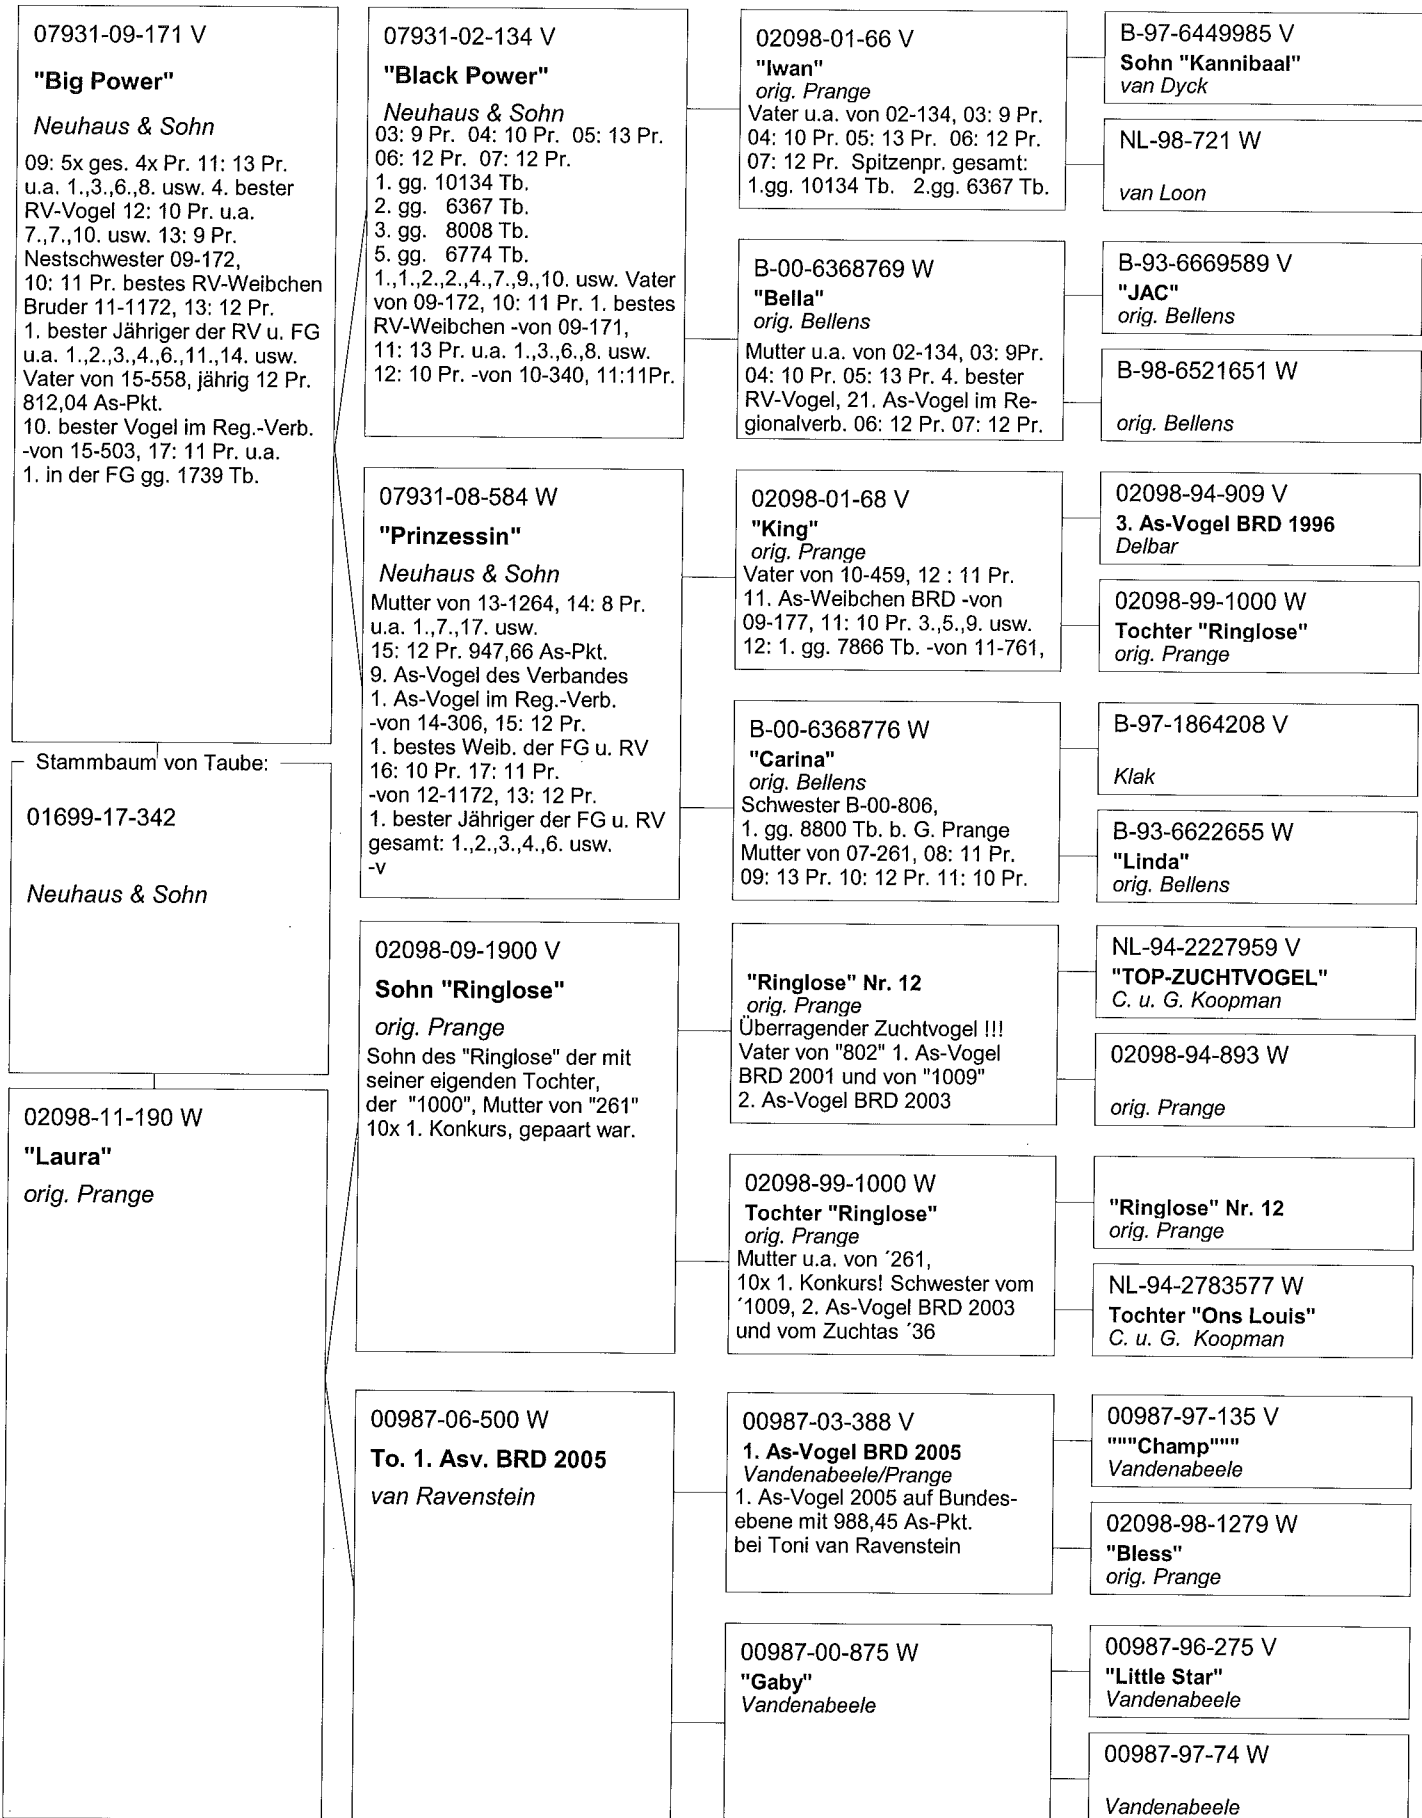 07931-09-171 V
"Big Power"
Neuhaus & Sohn
09: 5x ges. 4x Pr. 11: 13 Pr.
u.a. 1.,3.,6.,8. usw. 4. bester
RV-Vogel 12: 10 Pr. u.a.
7.,7.,10. usw. 13: 9 Pr.
Nestschwester 09-172,
10: 11 Pr. bestes RV-Weibchen
Bruder 11-1172, 13: 12 Pr.
1. bester Jähriger der RV u. FG
u.a. 1.,2.,3.,4.,6.,11.,14. usw.
Vater von 15-558, jährig 12 Pr.
812,04 As-Pkt.
10. bester Vogel im Reg.-Verb.
-von 15-503, 17: 11 Pr. u.a.
1. in der FG gg. 1739 Tb.
Stammbaum von Taube:
01699-17-342
Neuhaus & Sohn
02098-11-190 W
"Laura"
orig. Prange
07931-02-134 V
"Black Power"
Neuhaus & Sohn
03: 9 Pr. 04: 10 Pr. 05: 13 Pr.
06: 12 Pr. 07: 12 Pr.
1. gg. 10134 Tb.
2. gg. 6367 Tb.
3. gg. 8008 Tb.
5. gg. 6774 Tb.
1.,1.,2.,2.,4.,7.,9.,10. usw. Vater
von 09-172, 10: 11 Pr. 1. bestes
RV-Weibchen -von 09-171,
11: 13 Pr. u.a. 1.,3.,6.,8. usw.
12: 10 Pr. -von 10-340, 11:11Pr.
07931-08-584 W
"Prinzessin"
Neuhaus & Sohn
Mutter von 13-1264, 14: 8 Pr.
u.a. 1.,7.,17. usw.
15: 12 Pr. 947,66 As-Pkt.
9. As-Vogel des Verbandes
1. As-Vogel im Reg.-Verb.
-von 14-306, 15: 12 Pr.
1. bestes Weib. der FG u. RV
16: 10 Pr. 17: 11 Pr.
-von 12-1172, 13: 12 Pr.
1. bester Jähriger der FG u. RV
gesamt: 1.,2.,3.,4.,6. usw.
-v
02098-09-1900 V
Sohn "Ringlose"
orig. Prange
Sohn des "Ringlose" der mit
seiner eigenden Tochter,
der "1000", Mutter von "261"
10x 1. Konkurs, gepaart war.
00987-06-500 W
To. 1. Asv. BRD 2005
van Ravenstein
02098-01-66 V
"Iwan"
orig. Prange
Vater u.a. von 02-134, 03: 9 Pr.
04: 10 Pr. 05: 13 Pr. 06: 12 Pr.
07: 12 Pr. Spitzenpr. gesamt:
1.gg. 10134 Tb. 2.gg. 6367 Tb.
B-00-6368769 W
"Bella"
orig. Bellens
Mutter u.a. von 02-134, 03: 9Pr.
04: 10 Pr. 05: 13 Pr. 4. bester
RV-Vogel, 21. As-Vogel im Re-
gionalverb. 06: 12 Pr. 07: 12 Pr.
02098-01-68 V
"King"
orig. Prange
Vater von 10-459, 12 : 11 Pr.
11. As-Weibchen BRD -von
09-177, 11: 10 Pr. 3.,5.,9. usw.
12: 1. gg. 7866 Tb. -von 11-761,
B-00-6368776 W
"Carina"
orig. Bellens
Schwester B-00-806,
1. gg. 8800 Tb. b. G. Prange
Mutter von 07-261, 08: 11 Pr.
09: 13 Pr. 10: 12 Pr. 11: 10 Pr.
"Ringlose" Nr. 12
orig. Prange
Überragender Zuchtvogel !!!
Vater von "802" 1. As-Vogel
BRD 2001 und von "1009"
2. As-Vogel BRD 2003
02098-99-1000 W
Tochter "Ringlose"
orig. Prange
Mutter u.a. von ´261,
10x 1. Konkurs! Schwester vom
´1009, 2. As-Vogel BRD 2003
und vom Zuchtas ´36
00987-03-388 V
1. As-Vogel BRD 2005
Vandenabeele/Prange
1. As-Vogel 2005 auf Bundes-
ebene mit 988,45 As-Pkt.
bei Toni van Ravenstein
00987-00-875 W
"Gaby"
Vandenabeele
B-97-6449985 V
Sohn "Kannibaal"
van Dyck
NL-98-721 W
van Loon
B-93-6669589 V
"JAC"
orig. Bellens
B-98-6521651 W
orig. Bellens
02098-94-909 V
3. As-Vogel BRD 1996
Delbar
02098-99-1000 W
Tochter "Ringlose"
orig. Prange
B-97-1864208 V
Klak
B-93-6622655 W
"Linda"
orig. Bellens
NL-94-2227959 V
"TOP-ZUCHTVOGEL"
C. u. G. Koopman
02098-94-893 W
orig. Prange
"Ringlose" Nr. 12
orig. Prange
NL-94-2783577 W
Tochter "Ons Louis"
C. u. G. Koopman
00987-97-135 V
"""Champ"""
Vandenabeele
02098-98-1279 W
"Bless"
orig. Prange
00987-96-275 V
"Little Star"
Vandenabeele
00987-97-74 W
Vandenabeele